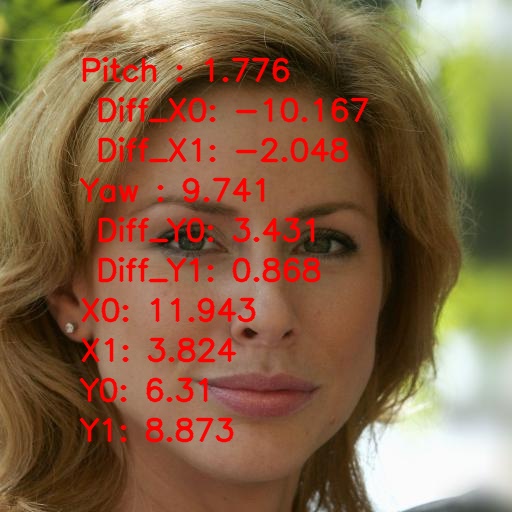 Pitch : 1.776
Diff_X0: -10.167
Diff_X1: -2.048
Yaw : 9.741
Diff_Y0: 3.431
Diff_Y1: 0.868
X0: 11.943
X1: 3.824
Y0: 6.31
Y1: 8.873